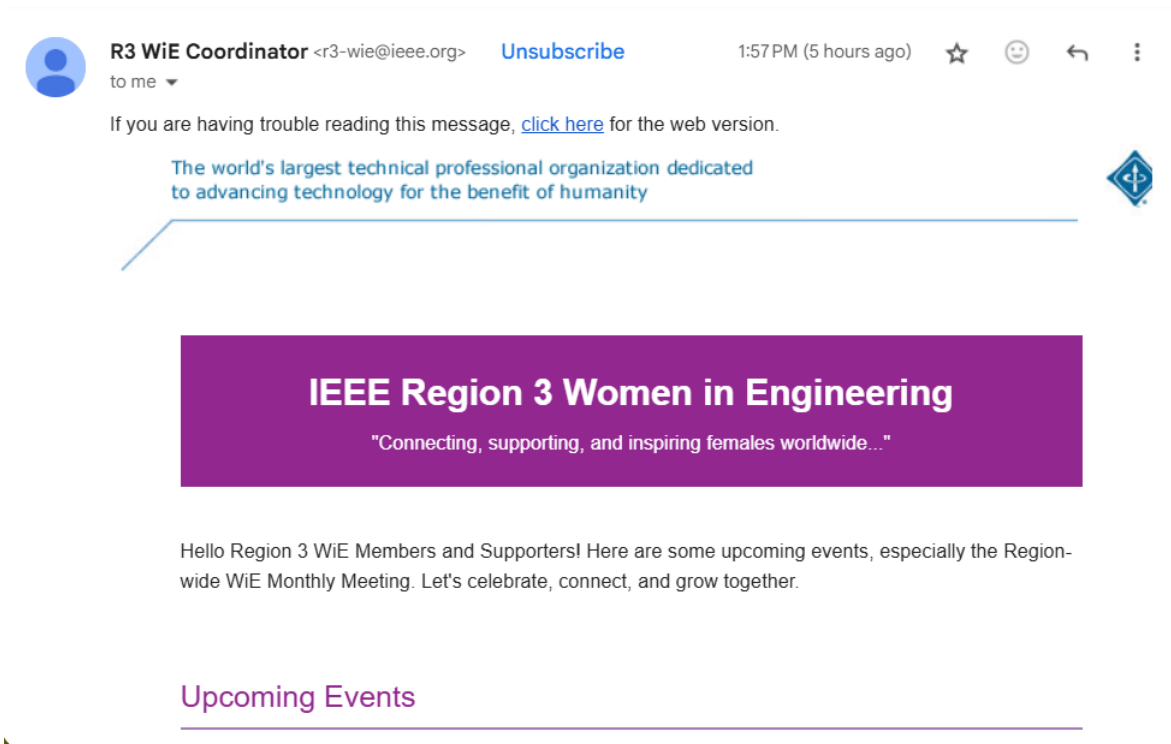 R3 WiE Coordinator <r3-wie@ieee.org> Unsubscribe 1:57 PM (5 hours ago)
to me
If you are having trouble reading this message, click here for the web version.
The world's largest technical professional organization dedicated
to advancing technology for the benefit of humanity
IEEE Region 3 Women in Engineering
"Connecting, supporting, and inspiring females worldwide..."
Hello Region 3 WiE Members and Supporters! Here are some upcoming events, especially the Region-
wide WiE Monthly Meeting. Let's celebrate, connect, and grow together.
Upcoming Events